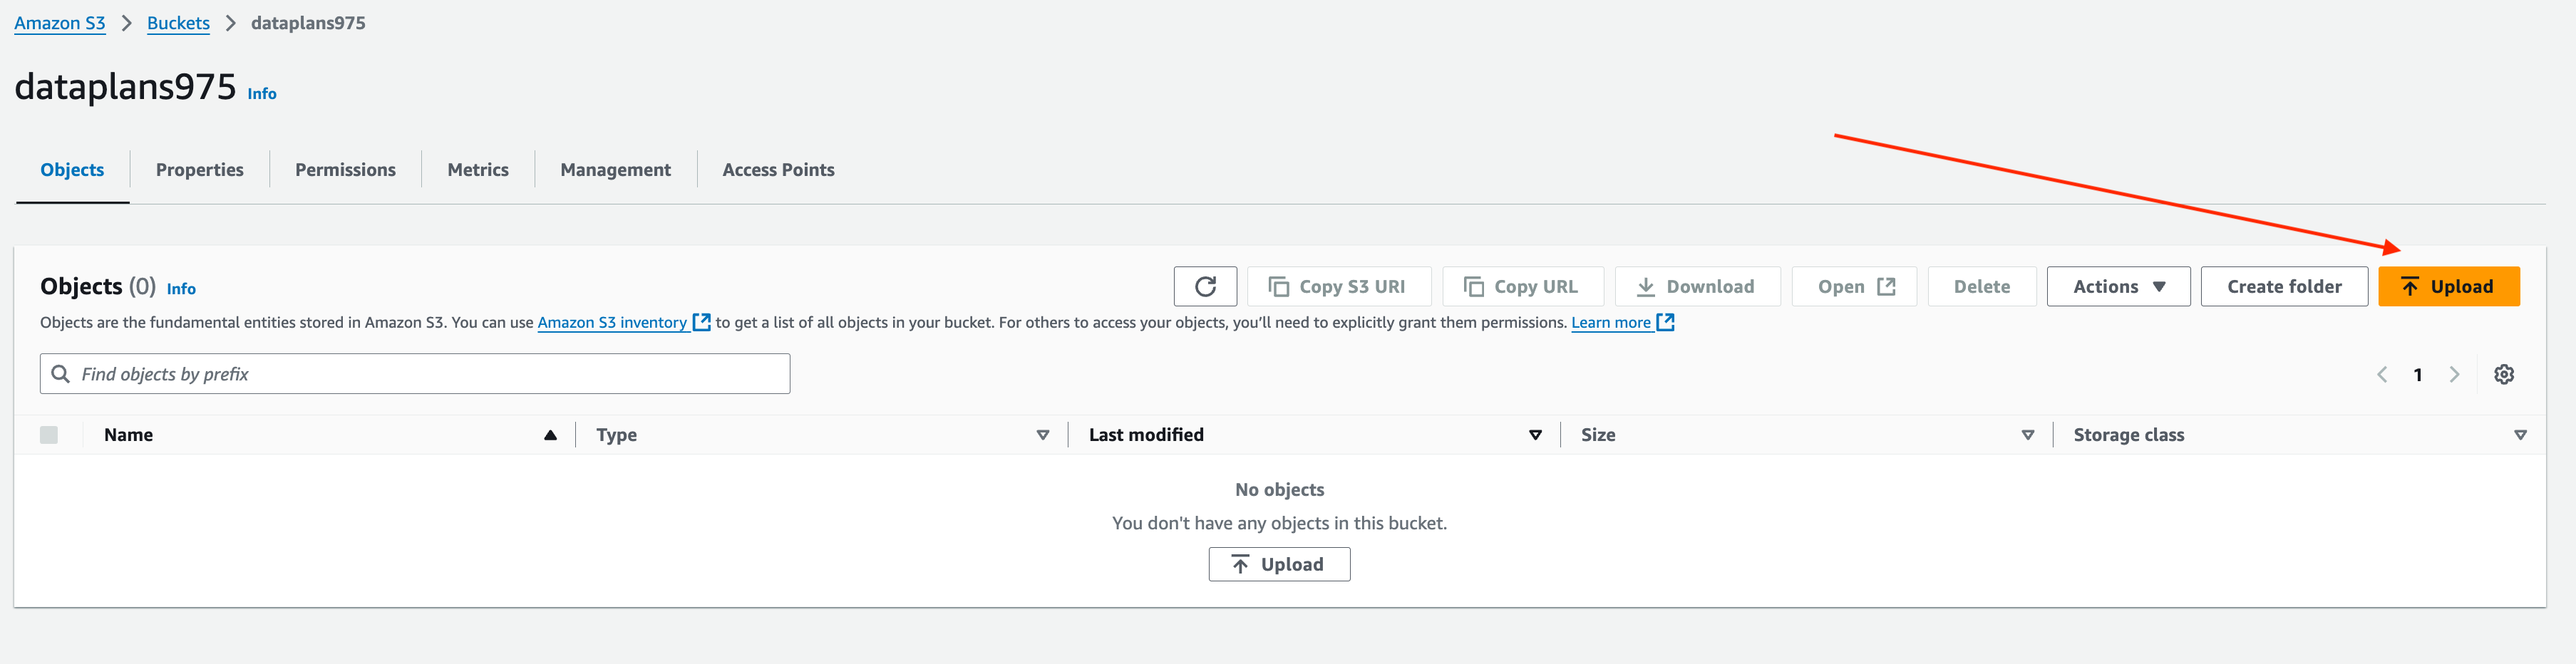 Amazon S3 > Buckets > dataplans975
dataplans975 Info
Objects Properties Permissions Metrics Management Access Points
Objects (0) Info Copy S3 URI Copy URL Download Open Delete Actions Create folder Upload
Objects are the fundamental entities stored in Amazon S3. You can use Amazon S3 inventory to get a list of all objects in your bucket. For others to access your objects, you’ll need to explicitly grant them permissions. Learn more
Find objects by prefix 1
Name Type Last modified Size Storage class
No objects
You don't have any objects in this bucket.
Upload